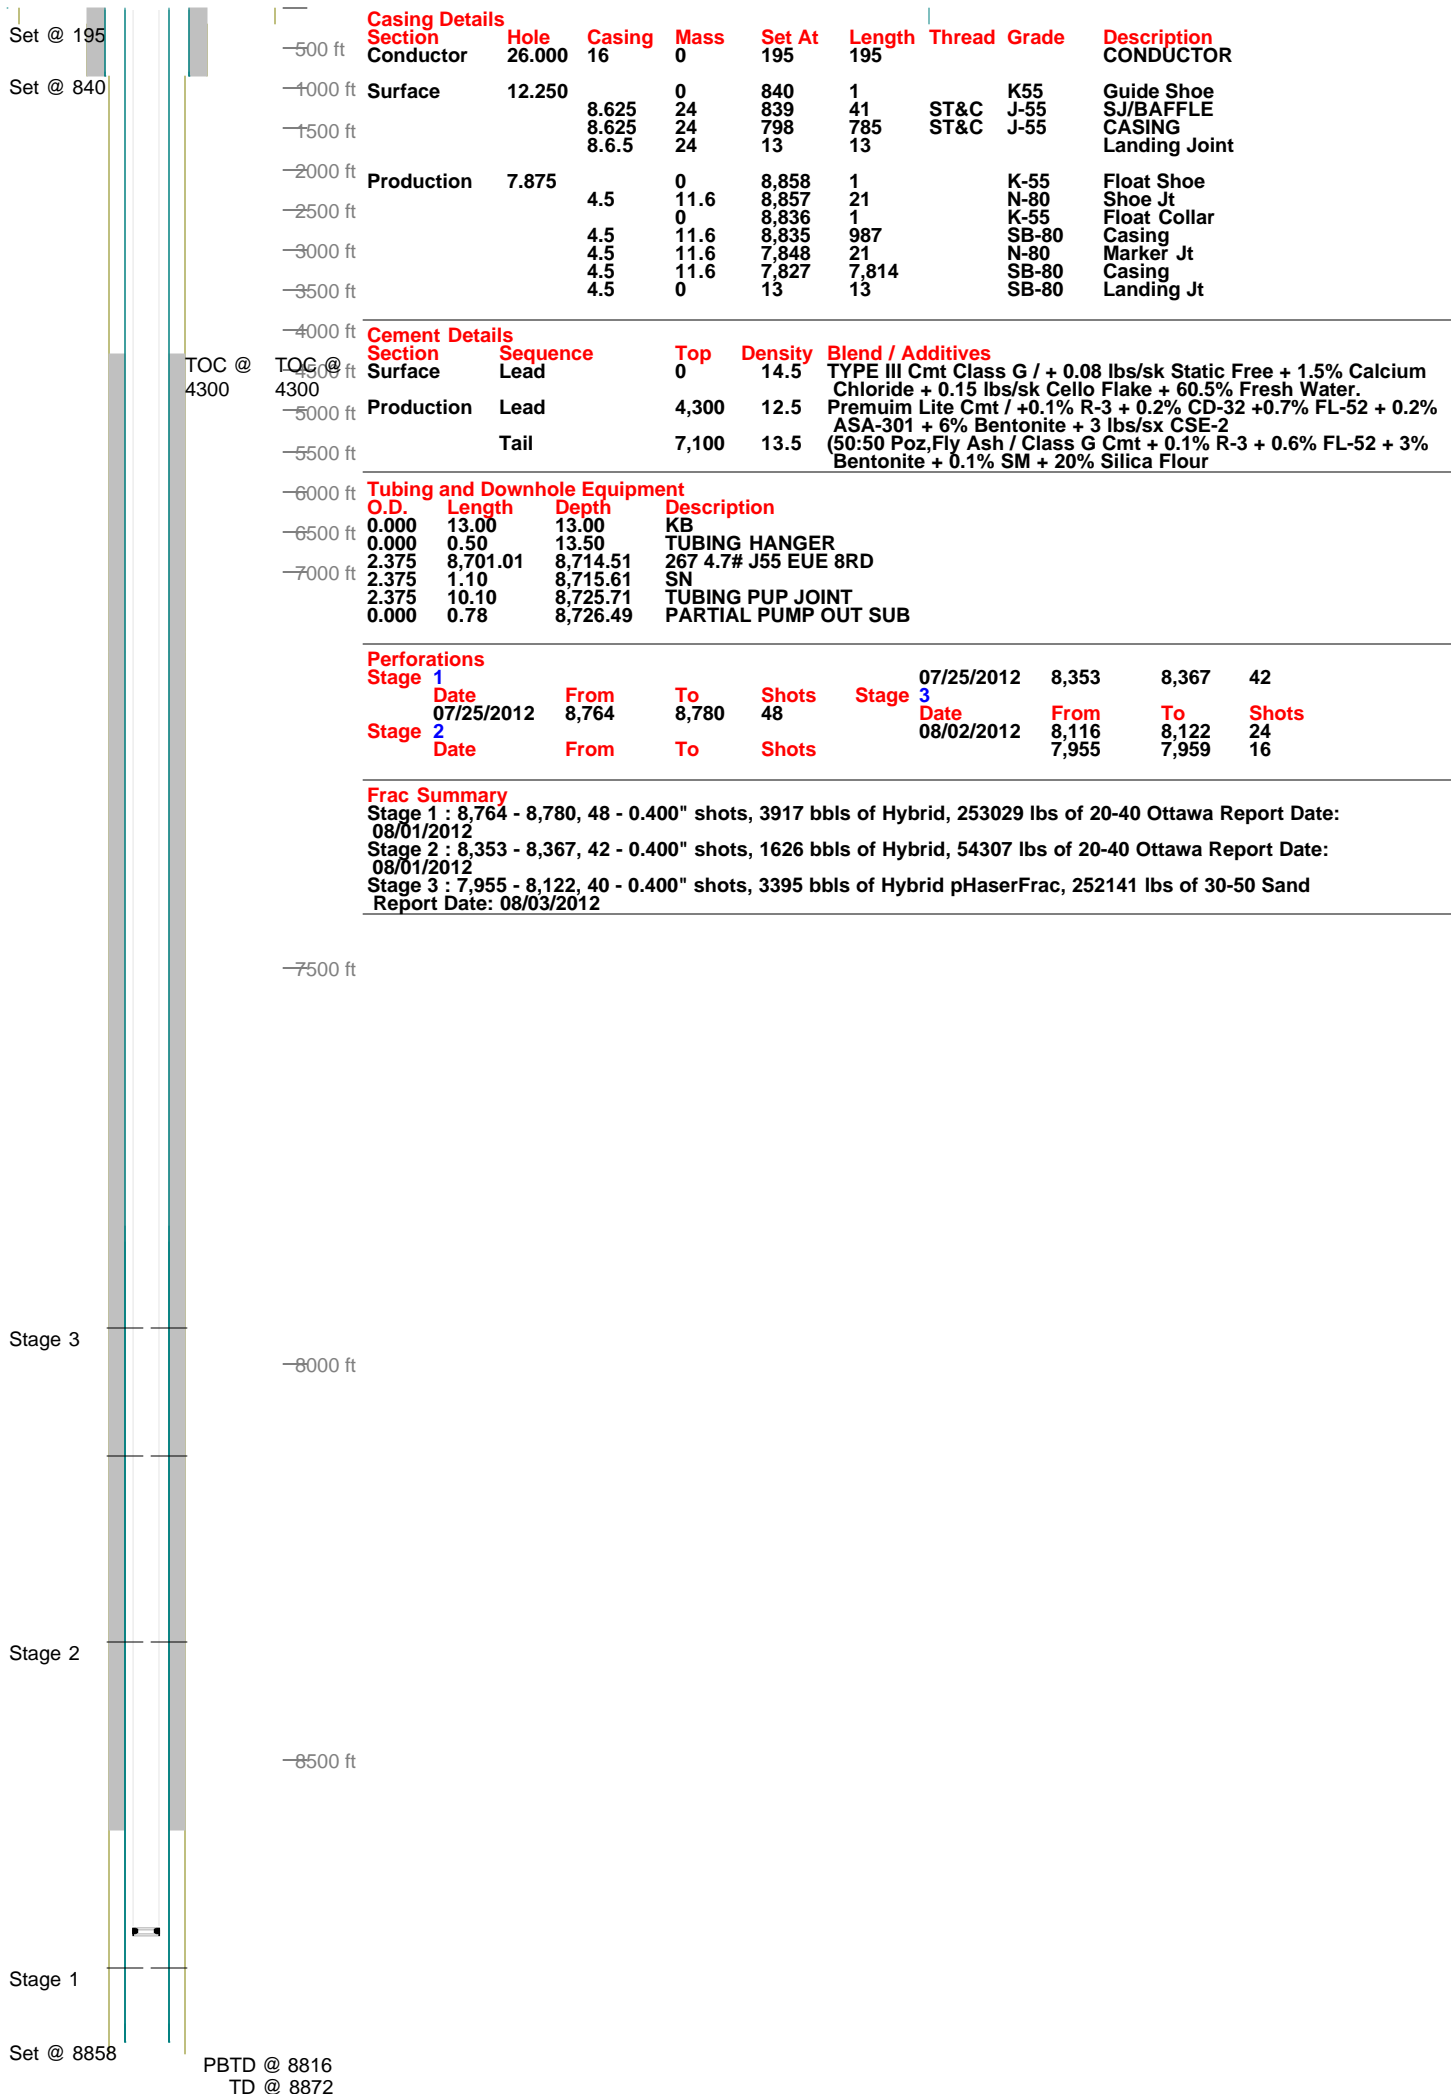 Set @ 195
Set @ 840
TOC @ 4300
TOC @ 4300
500 ft
1000 ft
1500 ft
2000 ft
2500 ft
3000 ft
3500 ft
4000 ft
4500 ft
5000 ft
5500 ft
6000 ft
6500 ft
7000 ft
Casing Details
Section Hole Casing Mass Set At Length Thread Grade Description
Conductor 26.000 16 0 195 195 CONDUCTOR
Surface 12.250 0 840 1 K55 Guide Shoe
8.625 24 839 41 ST&C J-55 SJ/BAFFLE
8.625 24 798 785 ST&C J-55 CASING
8.6.5 24 13 13 Landing Joint
Production 7.875 0 8,858 1 K-55 Float Shoe
4.5 11.6 8,857 21 N-80 Shoe Jt
0 8,836 1 K-55 Float Collar
4.5 11.6 8,835 987 SB-80 Casing
4.5 11.6 7,848 21 N-80 Marker Jt
4.5 11.6 7,827 7,814 SB-80 Casing
4.5 0 13 13 SB-80 Landing Jt
Cement Details
Section Sequence Top Density Blend / Additives
Surface Lead 0 14.5 TYPE III Cmt Class G / + 0.08 lbs/sk Static Free + 1.5% Calcium
Chloride + 0.15 lbs/sk Cello Flake + 60.5% Fresh Water.
Production Lead 4,300 12.5 Premuim Lite Cmt / +0.1% R-3 + 0.2% CD-32 +0.7% FL-52 + 0.2%
ASA-301 + 6% Bentonite + 3 lbs/sx CSE-2
Tail 7,100 13.5 (50:50 Poz,Fly Ash / Class G Cmt + 0.1% R-3 + 0.6% FL-52 + 3%
Bentonite + 0.1% SM + 20% Silica Flour
Tubing and Downhole Equipment
O.D. Length Depth Description
0.000 13.00 13.00 KB
0.000 0.50 13.50 TUBING HANGER
2.375 8,701.01 8,714.51 267 4.7# J55 EUE 8RD
2.375 1.10 8,715.61 SN
2.375 10.10 8,725.71 TUBING PUP JOINT
0.000 0.78 8,726.49 PARTIAL PUMP OUT SUB
Perforations
Stage 1
Date From To Shots
07/25/2012 8,764 8,780 48
Stage 2
Date From To Shots
07/25/2012 8,353 8,367 42
Stage 3
Date From To Shots
08/02/2012 8,116 8,122 24
7,955 7,959 16
Frac Summary
Stage 1 : 8,764 - 8,780, 48 - 0.400" shots, 3917 bbls of Hybrid, 253029 lbs of 20-40 Ottawa Report Date:
08/01/2012
Stage 2 : 8,353 - 8,367, 42 - 0.400" shots, 1626 bbls of Hybrid, 54307 lbs of 20-40 Ottawa Report Date:
08/01/2012
Stage 3 : 7,955 - 8,122, 40 - 0.400" shots, 3395 bbls of Hybrid pHaserFrac, 252141 lbs of 30-50 Sand
Report Date: 08/03/2012
7500 ft
Stage 3
8000 ft
Stage 2
8500 ft
Stage 1
Set @ 8858
PBTD @ 8816
TD @ 8872